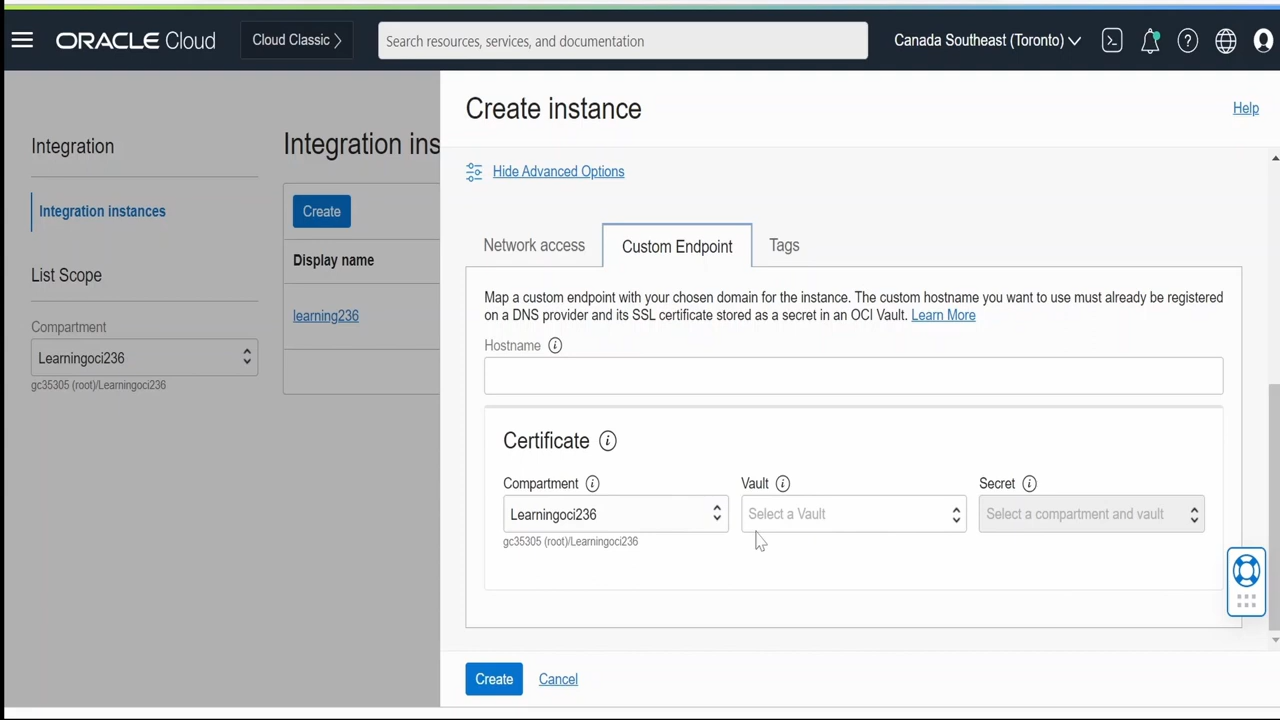 ORACLE Cloud
Cloud Classic
Search resources, services, and documentation
Canada Southeast (Toronto)
Integration
Integration instances
List Scope
Compartment
Learningoci236
gc35305 (root)/Learningoci236
Integration ins
Create
Display name
learning236
Create instance
Help
Hide Advanced Options
Network access
Custom Endpoint
Tags
Map a custom endpoint with your chosen domain for the instance. The custom hostname you want to use must already be registered
on a DNS provider and its SSL certificate stored as a secret in an OCI Vault. Learn More
Hostname
Certificate
Compartment
Vault
Secret
Learningoci236
Select a Vault
Select a compartment and vault
gc35305 (root)/Learningoci236
Create
Cancel